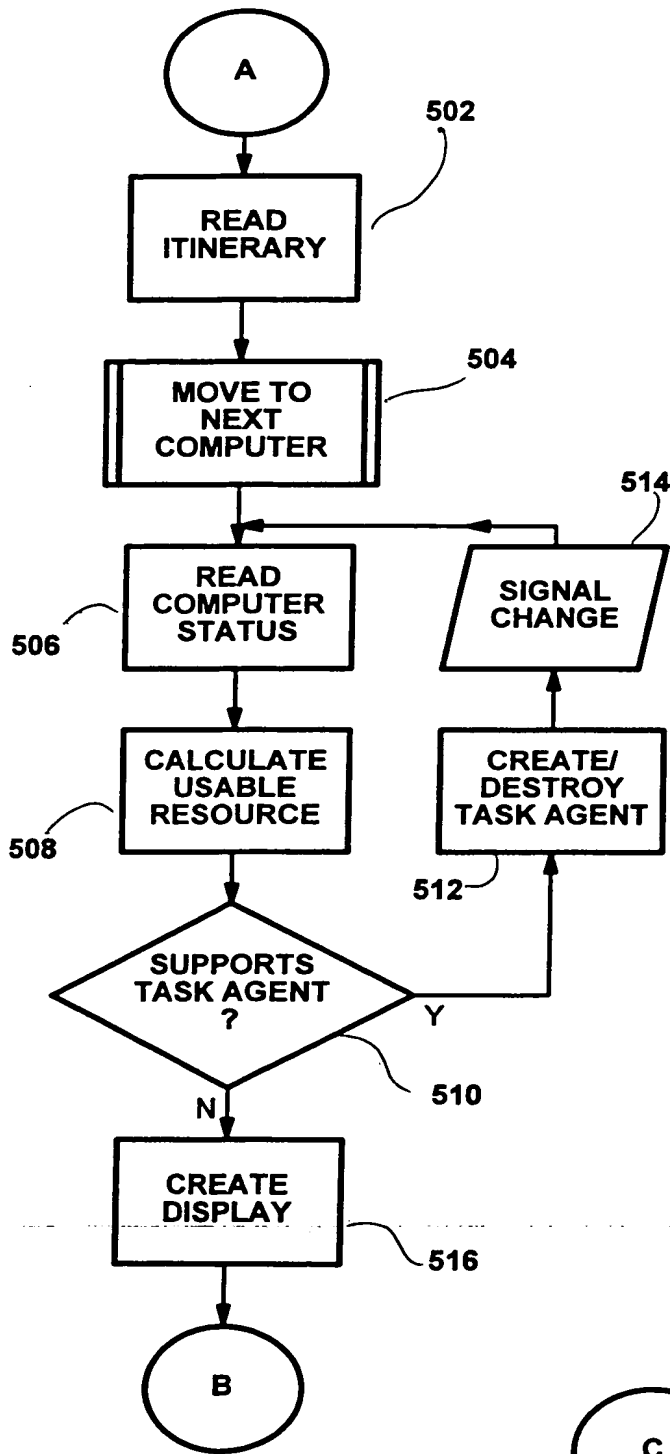 A
502
READ
ITINERARY
504
MOVE TO
NEXT
COMPUTER
514
READ
COMPUTER
STATUS
SIGNAL
CHANGE
506
CALCULATE
USABLE
RESOURCE
CREATE/
DESTROY
TASK AGENT
508
512
SUPPORTS
TASK AGENT
?
Y
510
N
CREATE
DISPLAY
516
B
C